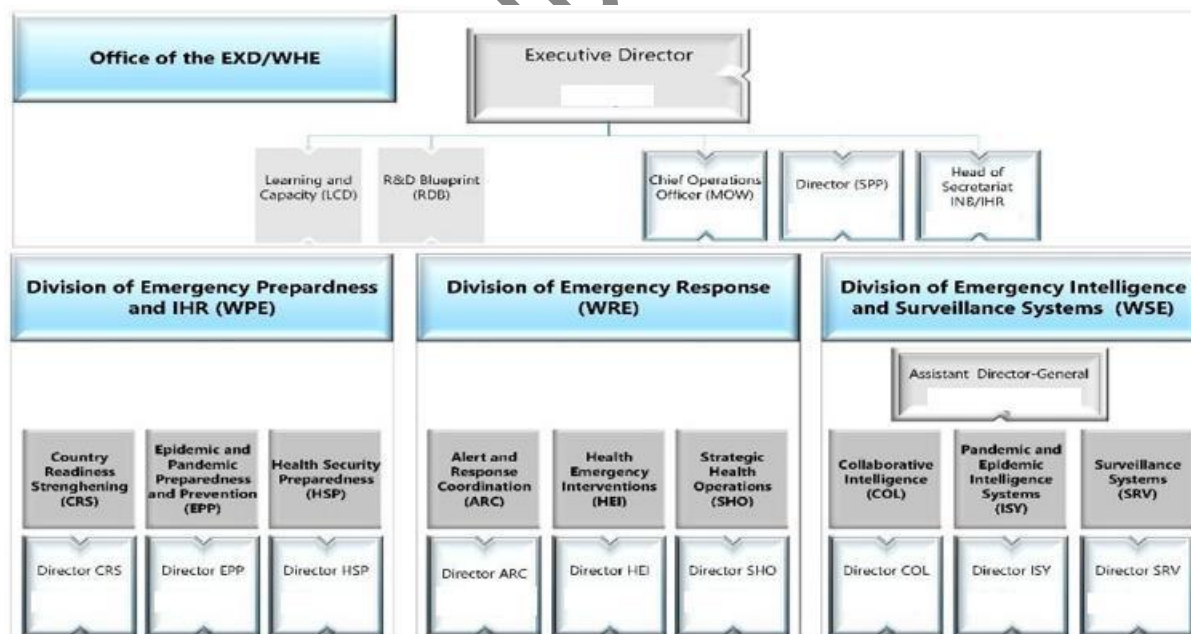 Office of the EXD/WHE
Executive Director
Learning and
Capacity (LCD)
R&D Blueprint
(RDB)
Chief Operations
Officer (MOW)
Director (SPP)
Head of
Secretariat
INB/IHR
Division of Emergency Prepardness
and IHR (WPE)
Country
Readiness
Strenghening
(CRS)
Epidemic and
Pandemic
Preparedness
and Prevention
(EPP)
Health Security
Preparedness
(HSP)
Director CRS
Director EPP
Director HSP
Division of Emergency Response
(WRE)
Alert and
Response
Coordination
(ARC)
Health
Emergency
Interventions
(HEI)
Strategic
Health
Operations
(SHO)
Director ARC
Director HEI
Director SHO
Division of Emergency Intelligence
and Surveillance Systems (WSE)
Assistant Director-General
Collaborative
Intelligence
(COL)
Pandemic and
Epidemic
Intelligence
Systems
(ISY)
Surveillance
Systems
(SRV)
Director COL
Director ISY
Director SRV